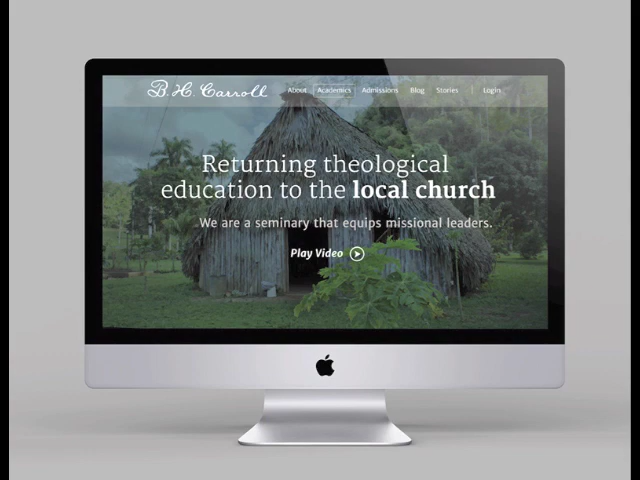 B. H. Carroll
About Academics Admissions Blog Stories | Login
Returning theological
education to the local church
We are a seminary that equips missional leaders.
Play Video